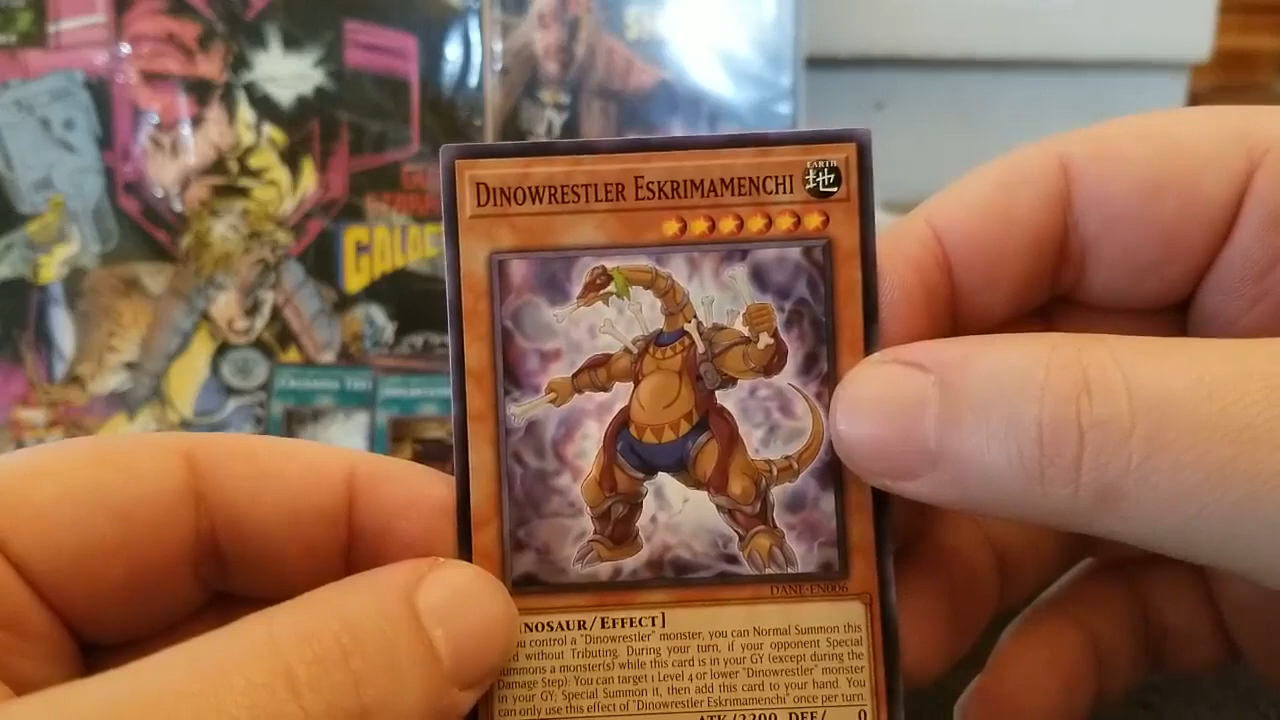 DINOWRESTLER ESKRIMAMENCHI
EARTH
地
DANE-EN006
NOSAUR/EFFECT]
u control a "Dinowrestler" monster, you can Normal Summon this
d without Tributing. During your turn, if your opponent Special
ummons a monster(s) while this card is in your GY (except during the
Damage Step): You can target 1 Level 4 or lower "Dinowrestler" monster
in your GY; Special Summon it, then add this card to your hand. You
can only use this effect of "Dinowrestler Eskrimamenchi" once per turn.
ATK/2200 DEF/ 0